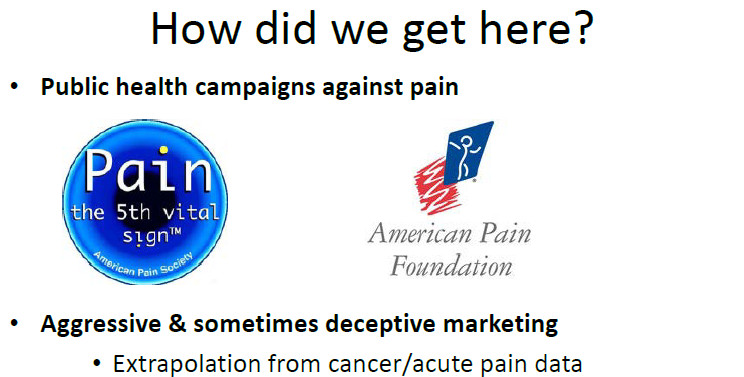 How did we get here?
• Public health campaigns against pain
Pain
the 5th vital
sign™
American Pain Society
®
American Pain
Foundation
• Aggressive & sometimes deceptive marketing
• Extrapolation from cancer/acute pain data